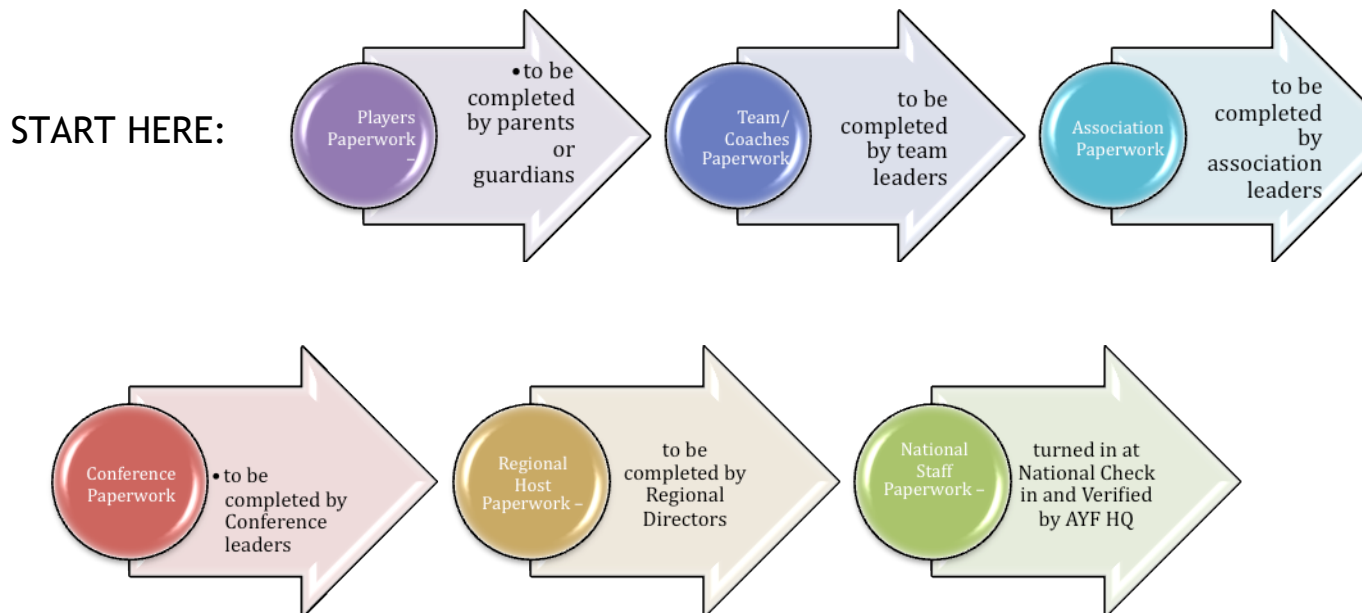 START HERE:
Players
Paperwork
–
•to be
completed
by parents
or
guardians
Team/
Coaches
Paperwork
to be
completed
by team
leaders
Association
Paperwork
to be
completed
by
association
leaders
Conference
Paperwork
•to be
completed by
Conference
leaders
Regional
Host
Paperwork –
to be
completed by
Regional
Directors
National
Staff
Paperwork –
turned in at
National Check
in and Verified
by AYF HQ